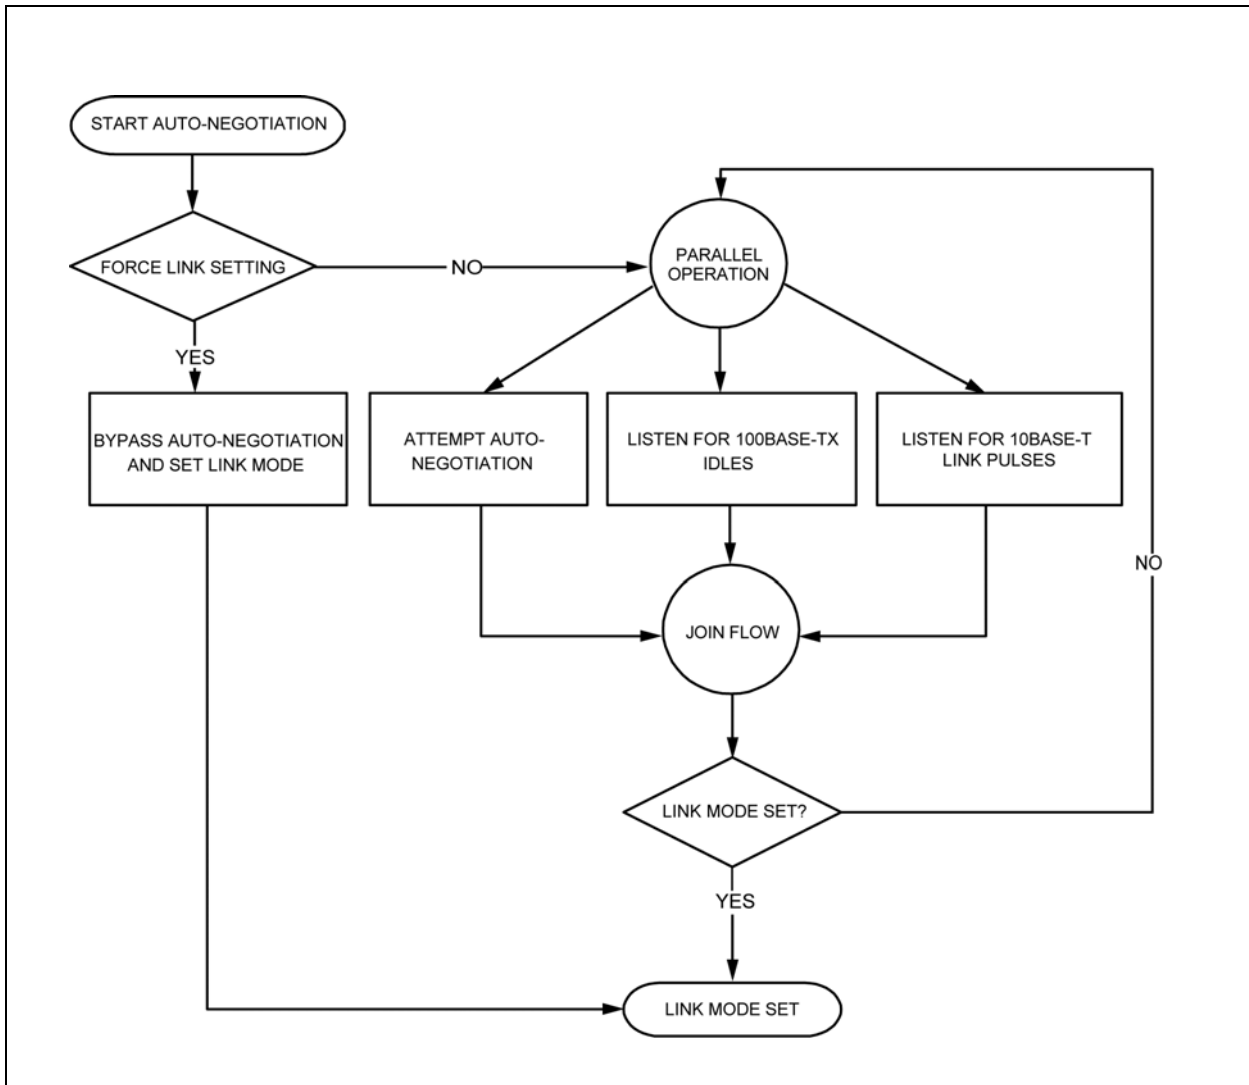 START AUTO-NEGOTIATION
FORCE LINK SETTING
NO
PARALLEL
OPERATION
YES
BYPASS AUTO-NEGOTIATION
AND SET LINK MODE
ATTEMPT AUTO-
NEGOTIATION
LISTEN FOR 100BASE-TX
IDLES
LISTEN FOR 10BASE-T
LINK PULSES
NO
JOIN FLOW
LINK MODE SET?
YES
LINK MODE SET